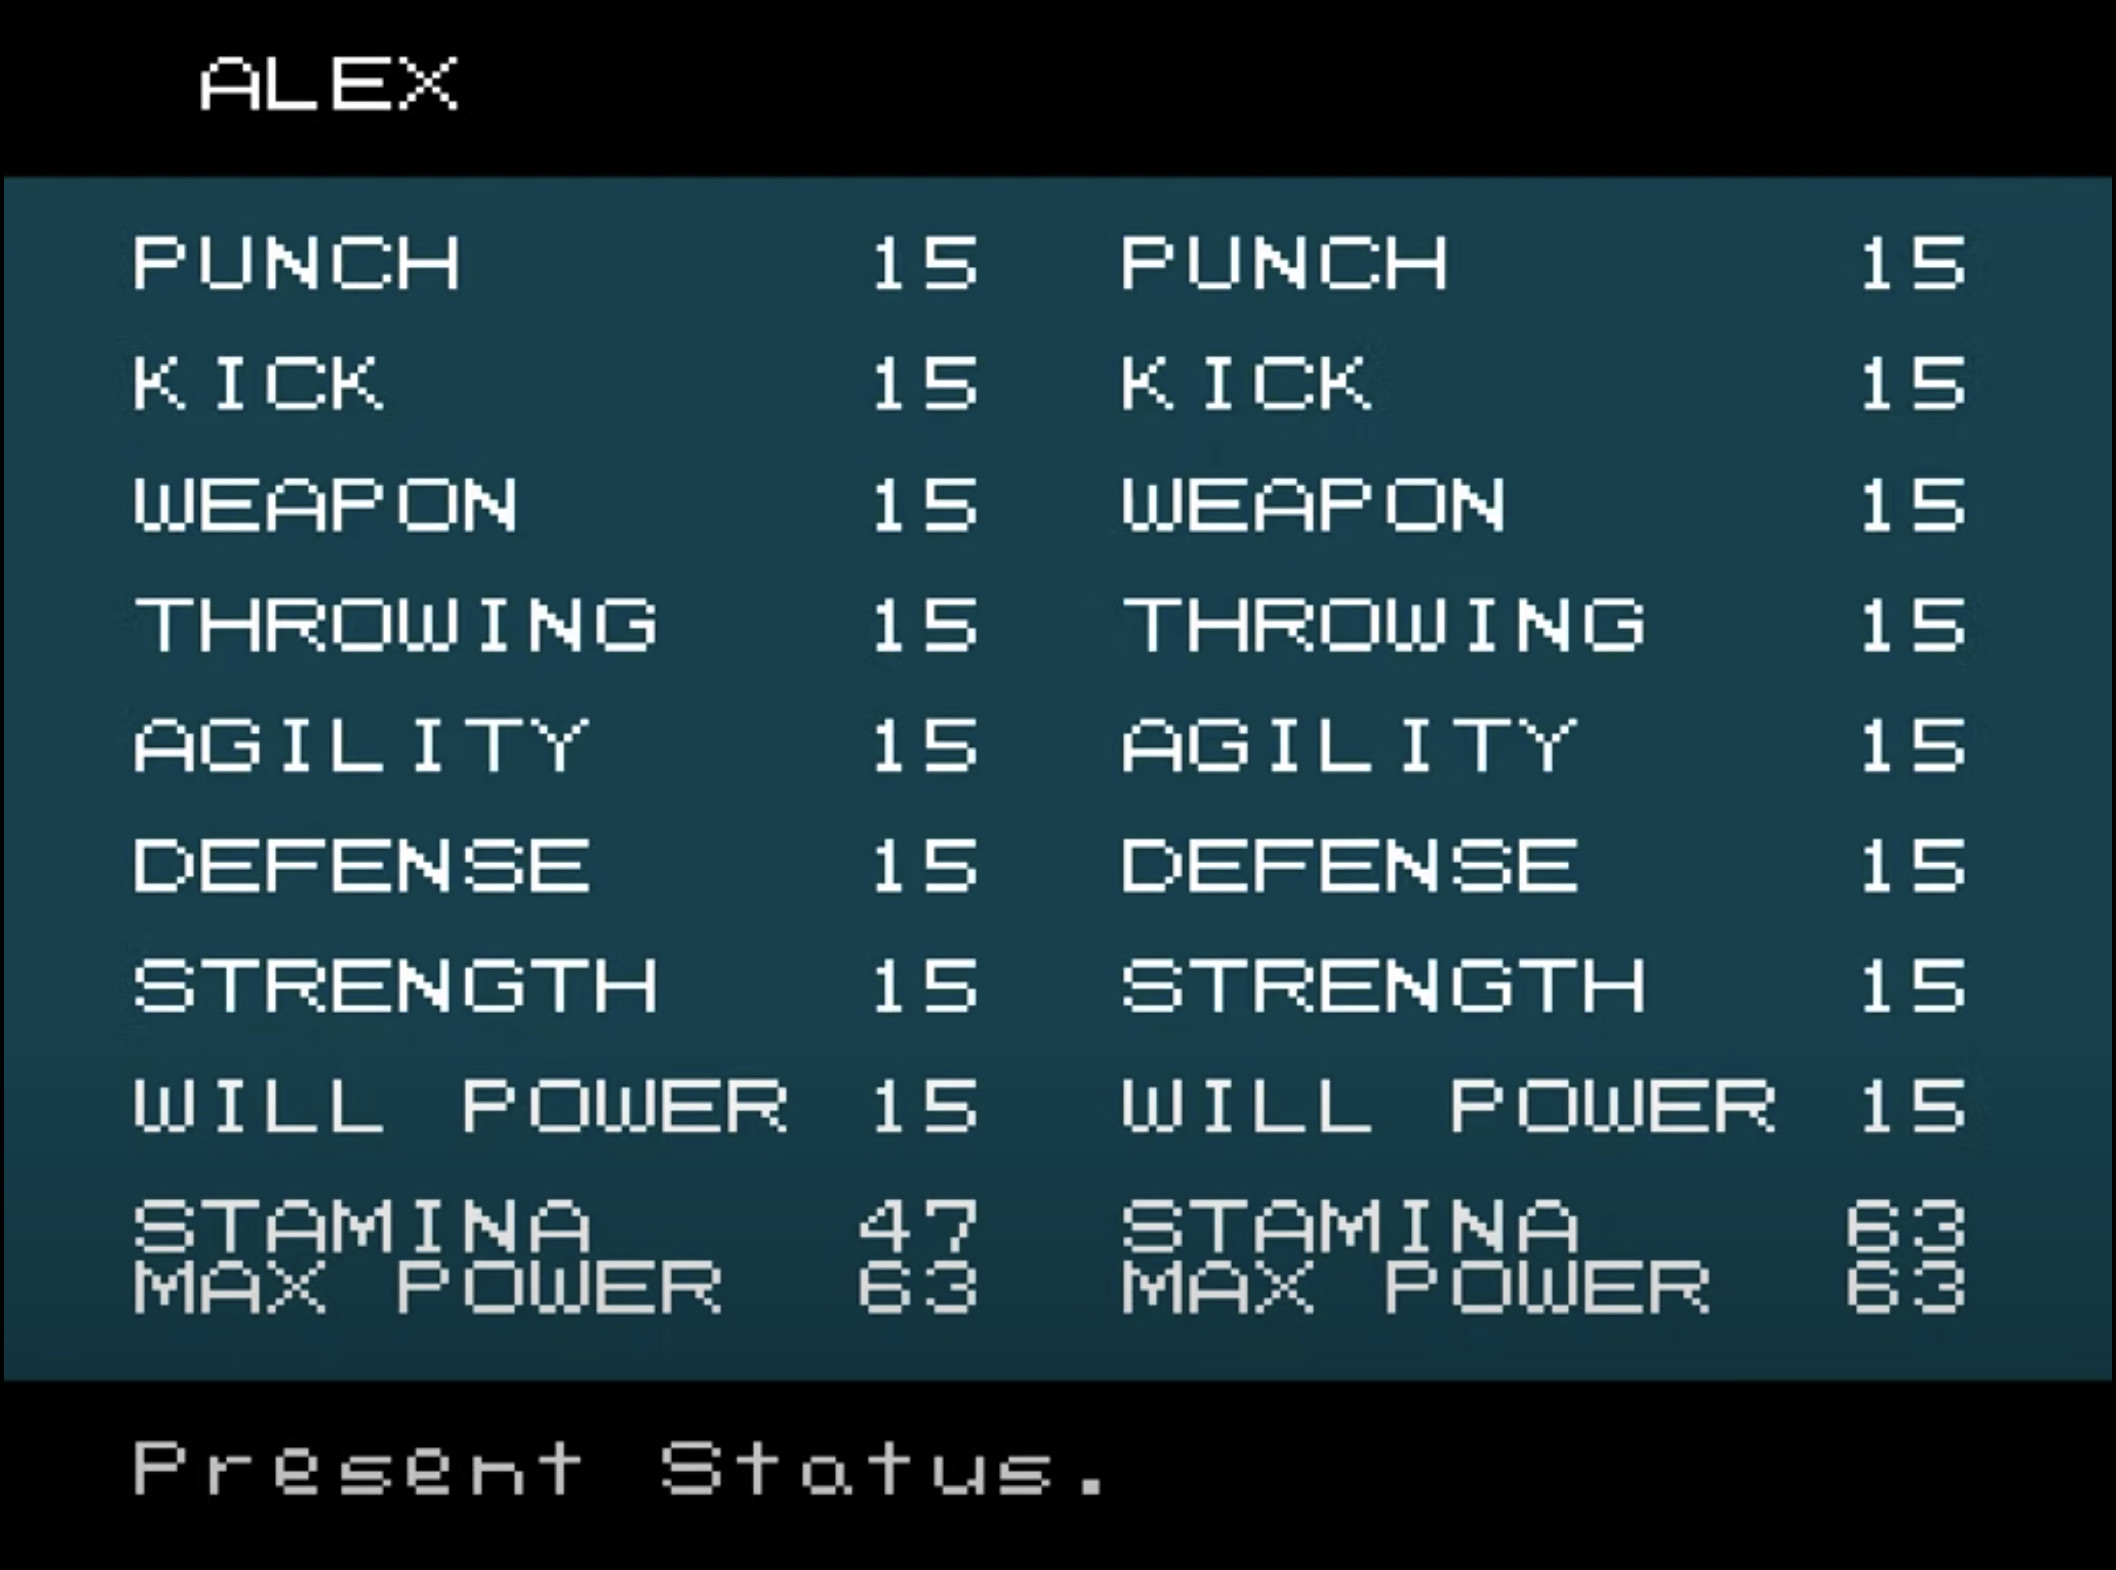 ALEX
PUNCH 15 PUNCH 15
KICK 15 KICK 15
WEAPON 15 WEAPON 15
THROWING 15 THROWING 15
AGILITY 15 AGILITY 15
DEFENSE 15 DEFENSE 15
STRENGTH 15 STRENGTH 15
WILL POWER 15 WILL POWER 15
STAMINA 47 STAMINA 63
MAX POWER 63 MAX POWER 63
Present Status.